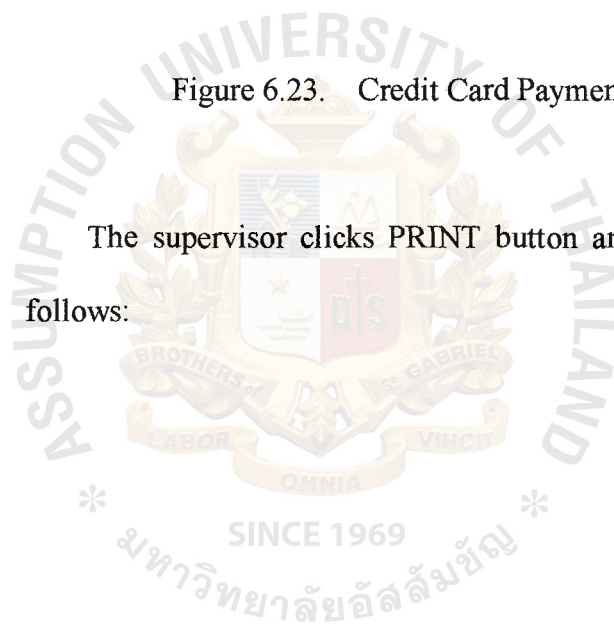 UNIVERSITY OF THAILAND
Figure 6.23. Credit Card Paymen
ASSUMPTION
The supervisor clicks PRINT button an
follows:
D S
BROTHERS of St GABRIEL
LABOR VINCIT
OMNIA
SINCE 1969
มหาวิทยาลัยอัสสัมชัญ